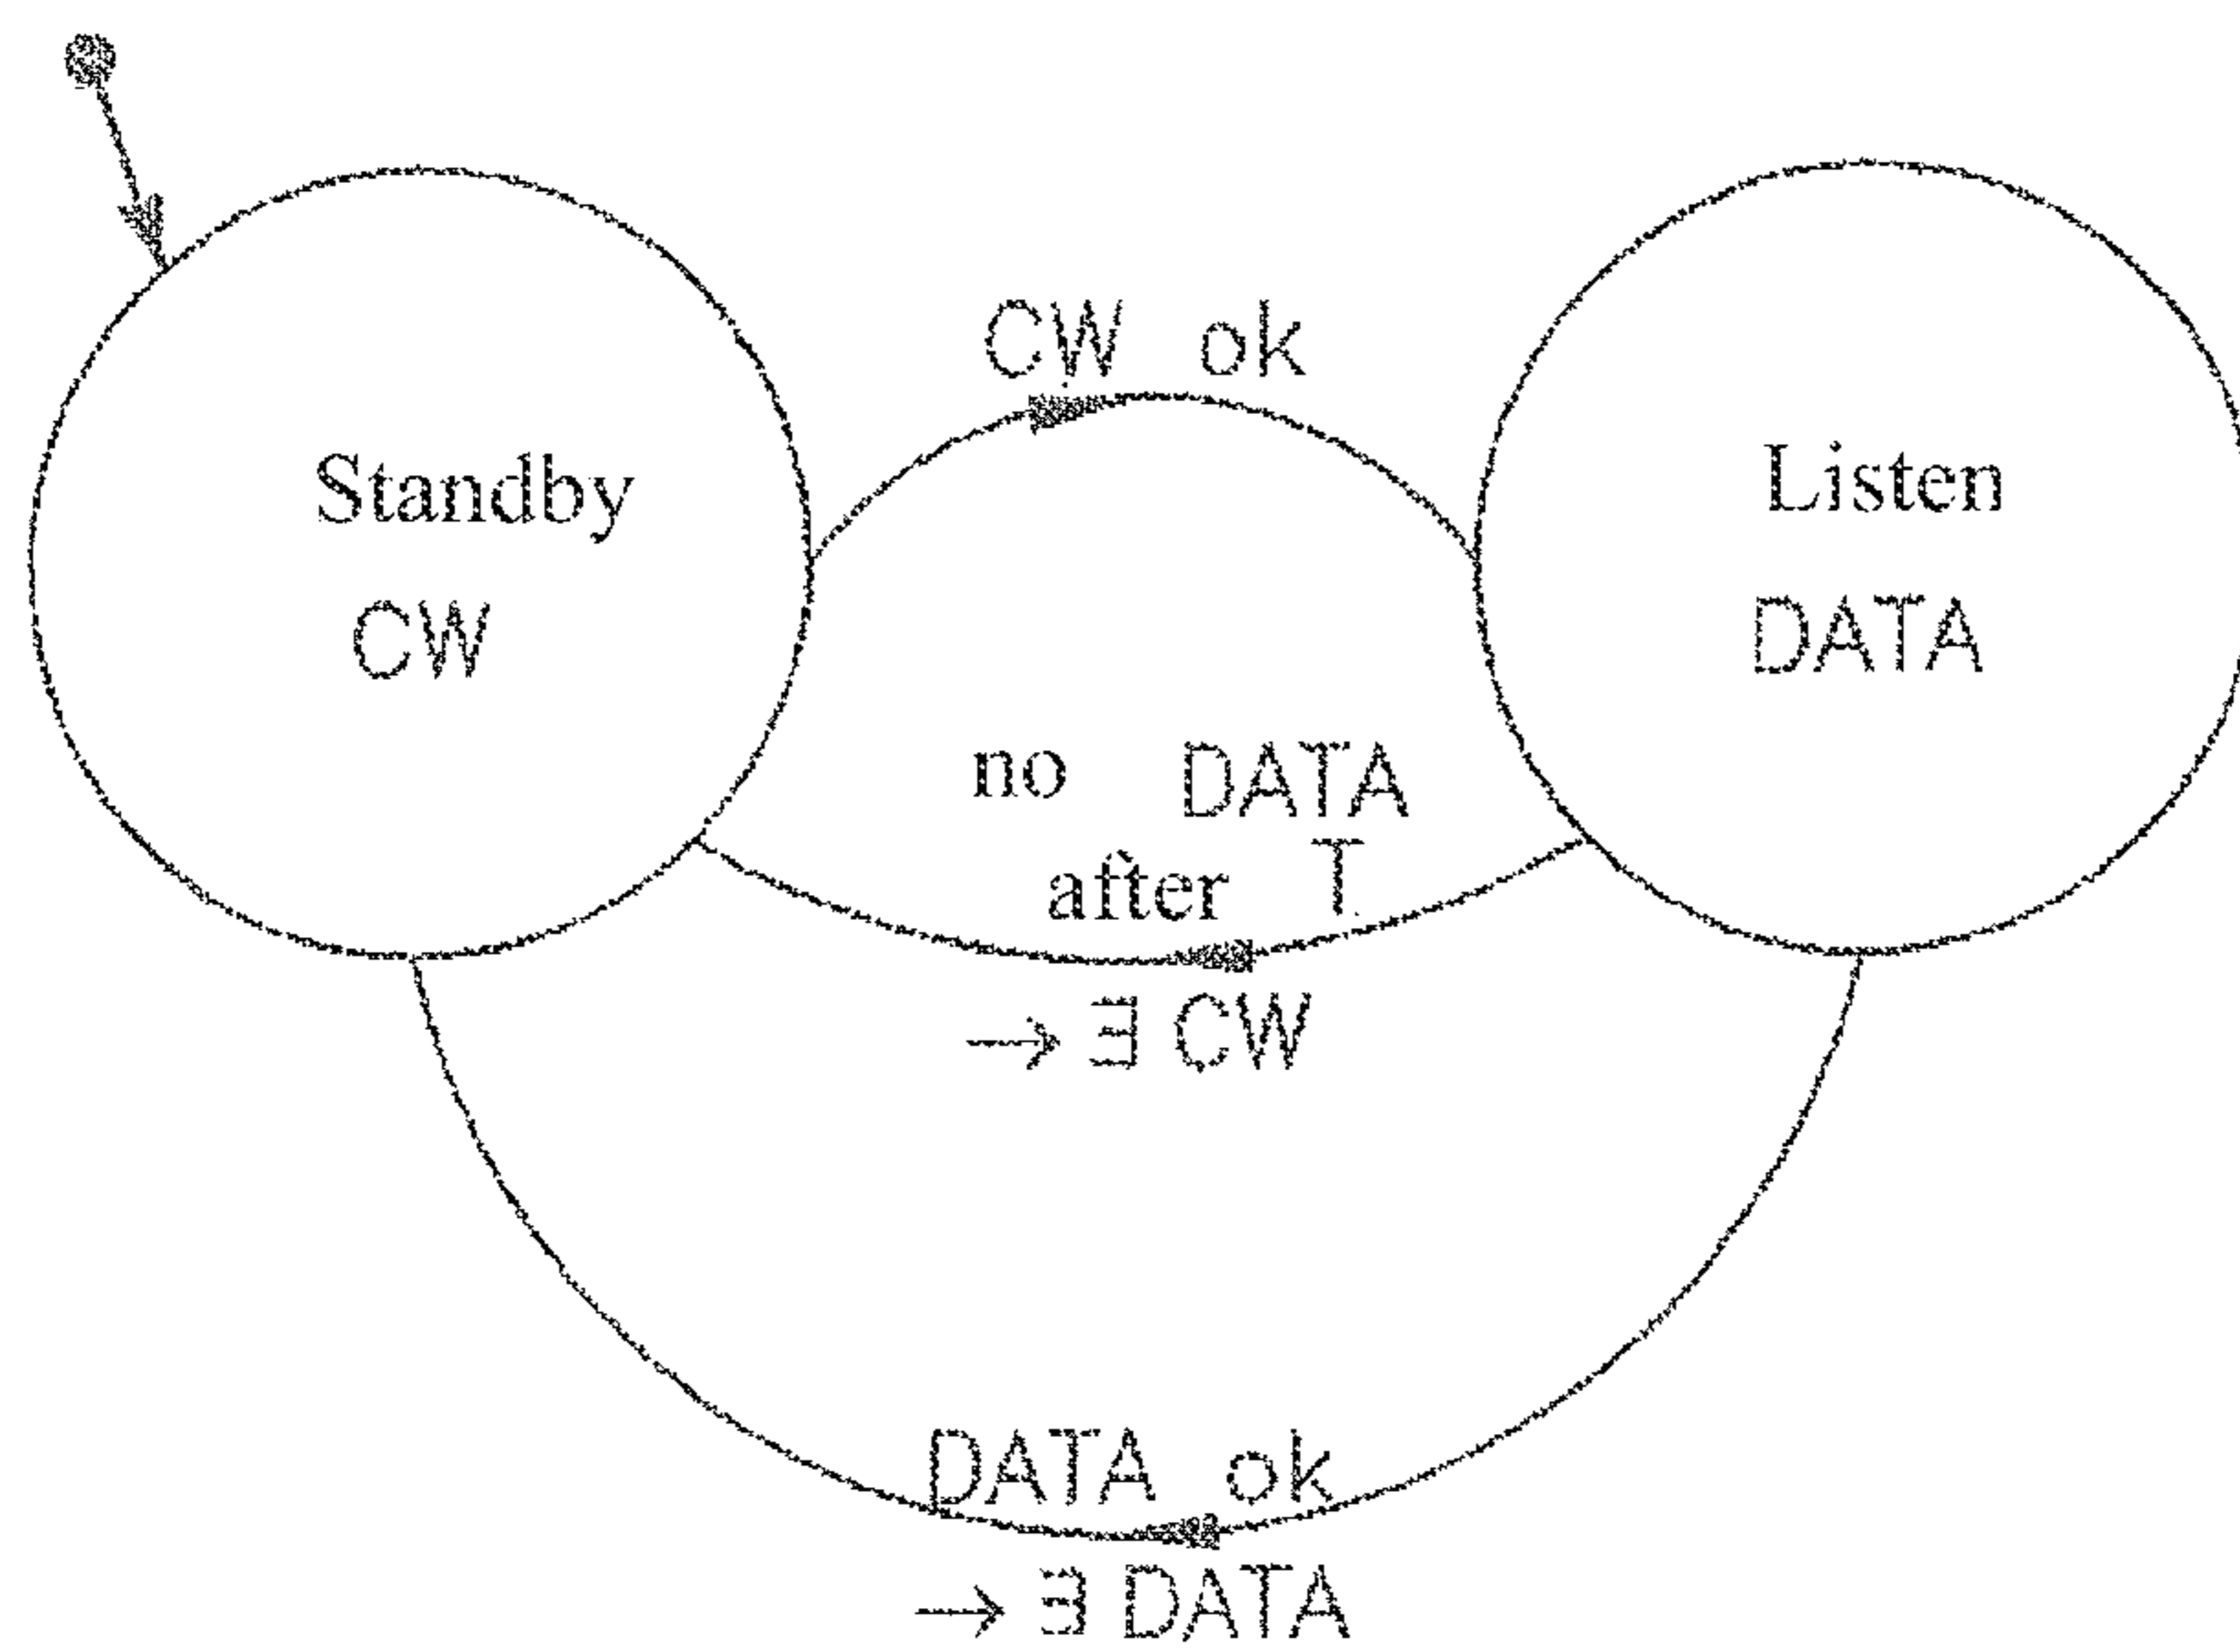 CW ok
Standby
CW
Listen
DATA
no DATA
after T
→ ∃ CW
DATA ok
→ ∃ DATA